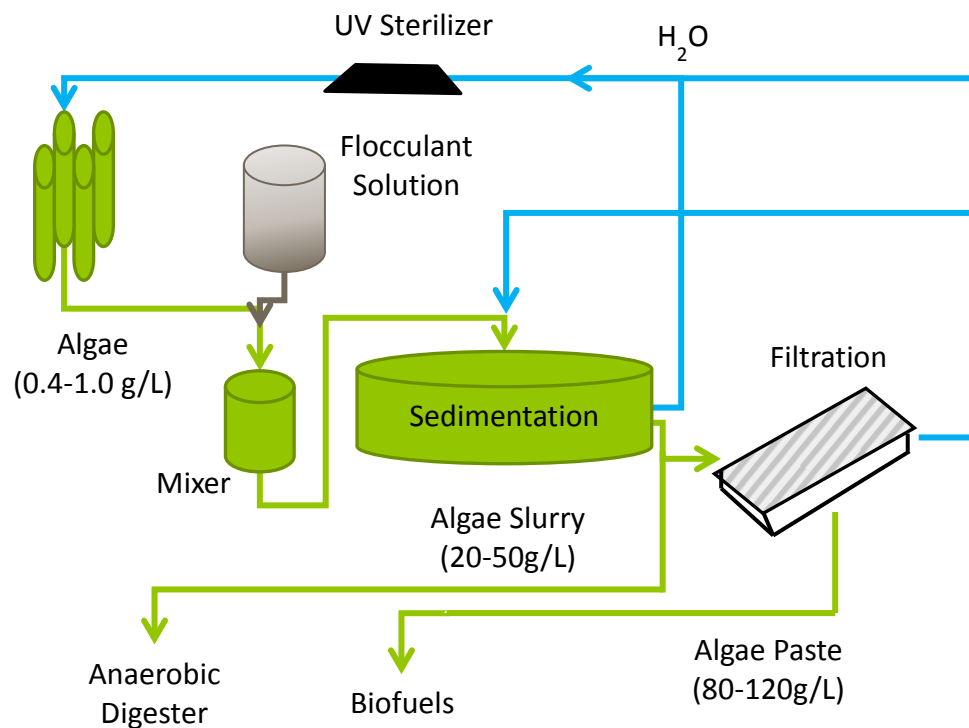 UV Sterilizer
H₂O
Flocculant
Solution
Algae
(0.4-1.0 g/L)
Filtration
Sedimentation
Mixer
Algae Slurry
(20-50g/L)
Algae Paste
(80-120g/L)
Anaerobic
Digester
Biofuels